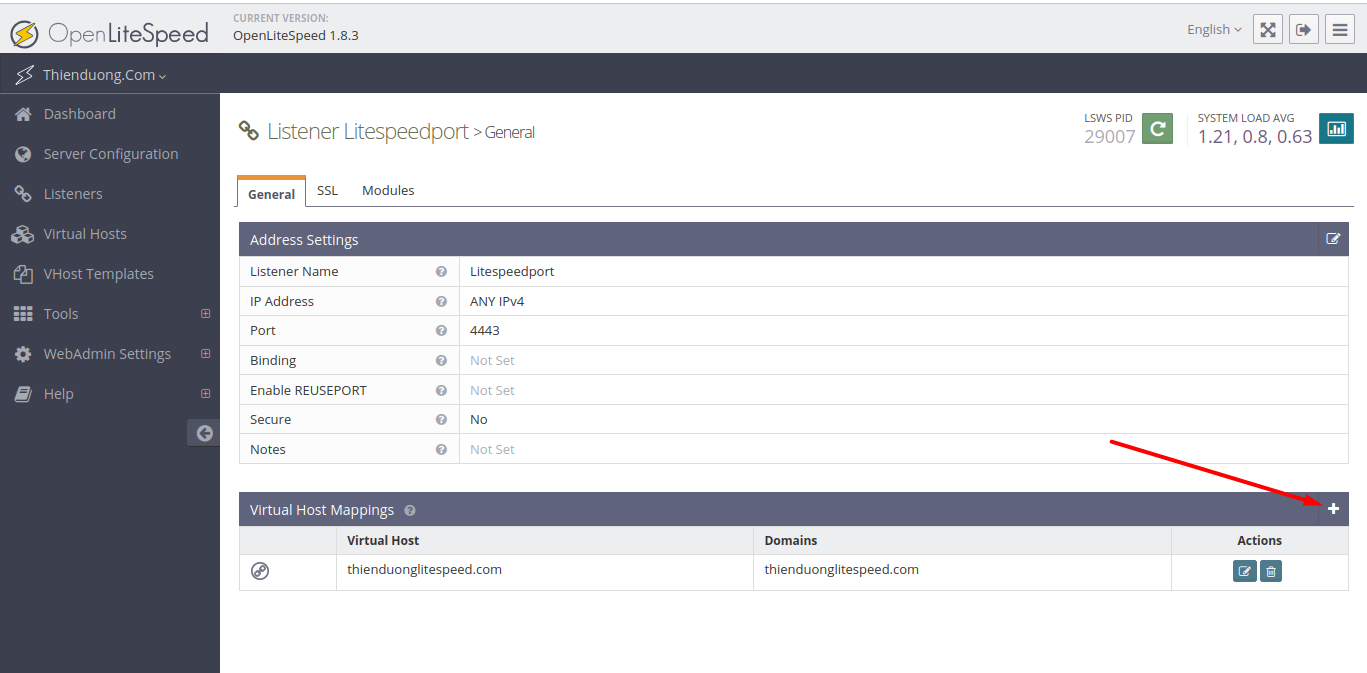 OpenLiteSpeed
CURRENT VERSION:
OpenLiteSpeed 1.8.3
English
Thienduong.Com
Dashboard
Server Configuration
Listeners
Virtual Hosts
VHost Templates
Tools
WebAdmin Settings
Help
Listener Litespeedport > General
LSWS PID
29007
SYSTEM LOAD AVG
1.21, 0.8, 0.63
General SSL Modules
Address Settings
Listener Name Litespeedport
IP Address ANY IPv4
Port 4443
Binding Not Set
Enable REUSEPORT Not Set
Secure No
Notes Not Set
Virtual Host Mappings
Virtual Host Domains Actions
thienduonglitespeed.com thienduonglitespeed.com